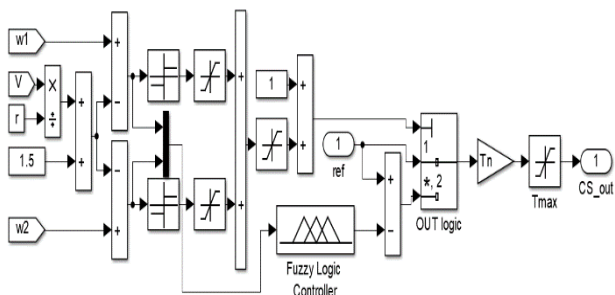 w1
V
r
×
÷
1.5
w2
+
−
+
+
−
+
+
+
1
+
+
1
ref
+
−
1
*, 2
OUT logic
Fuzzy Logic
Controller
Tn
Tmax
1
CS_out